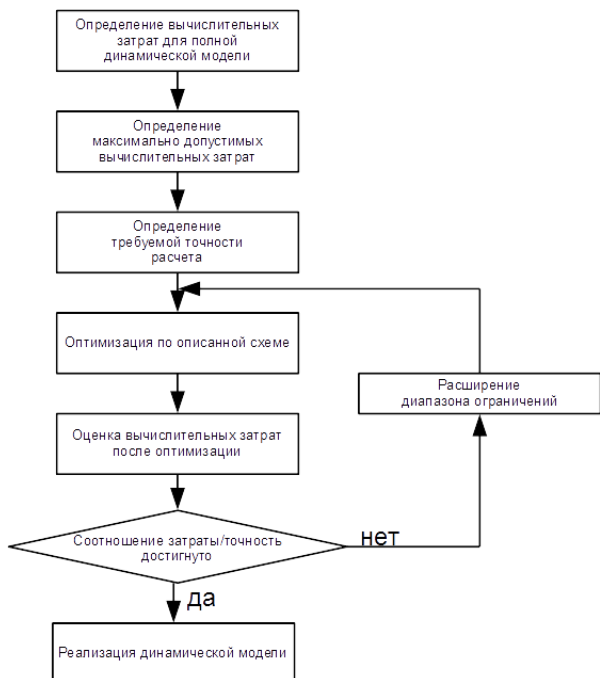 Определение вычислительных
затрат для полной
динамической модели
Определение
максимально допустимых
вычислительных затрат
Определение
требуемой точности
расчета
Оптимизация по описанной схеме
Расширение
диапазона ограничений
Оценка вычислительных затрат
после оптимизации
Соотношение затраты/точность
достигнуто
нет
да
Реализация динамической модели